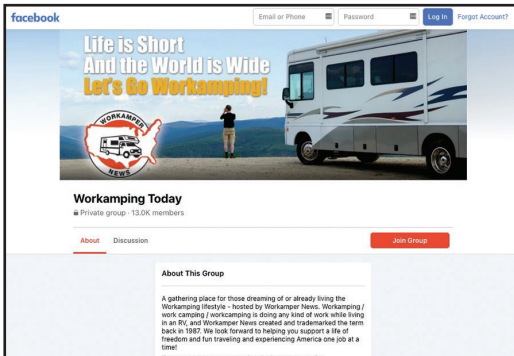 facebook
Email or Phone
Password
Log In
Forgot Account?
Life is Short
And the World is Wide
Let's Go Workamping!
WORKAMPER
NEWS
Workamping Today
Private group · 13.0K members
About
Discussion
Join Group
About This Group
A gathering place for those dreaming of or already living the
Workamping lifestyle - hosted by Workamper News. Workamping /
work camping / workcamping is doing any kind of work while living
in an RV, and Workamper News created and trademarked the term
back in 1987. We look forward to helping you support a life of
freedom and fun traveling and experiencing America one job at a
time!